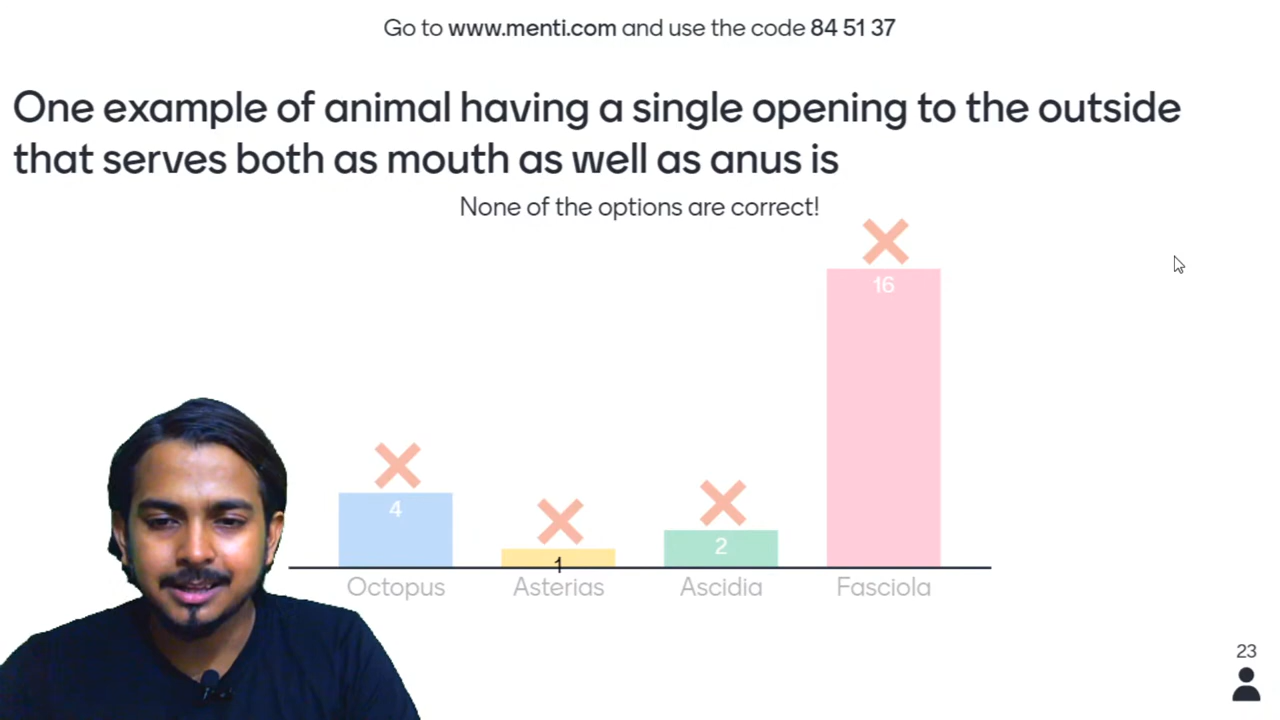 Go to www.menti.com and use the code 84 51 37
One example of animal having a single opening to the outside
that serves both as mouth as well as anus is
None of the options are correct!
16
4
1
2
Octopus Asterias Ascidia Fasciola
23